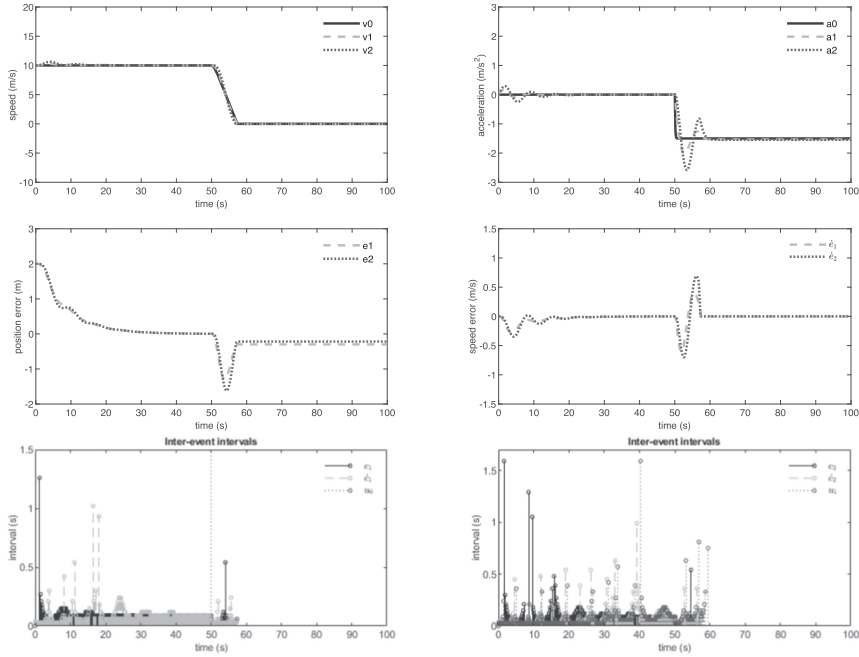 20
15
10
5
0
-5
-10
speed (m/s)
v0
v1
v2
0 10 20 30 40 50 60 70 80 90 100
time (s)
3
2
1
0
-1
-2
-3
acceleration (m/s²)
a0
a1
a2
0 10 20 30 40 50 60 70 80 90 100
time (s)
3
2
1
0
-1
-2
position error (m)
e1
e2
0 10 20 30 40 50 60 70 80 90 100
time (s)
1.5
1
0.5
0
-0.5
-1
-1.5
speed error (m/s)
ė₁
ė₂
0 10 20 30 40 50 60 70 80 90 100
time (s)
Inter-event intervals
1.5
1
0.5
0
interval (s)
e₁
ė₁
u₀
0 10 20 30 40 50 60 70 80 90 100
time (s)
Inter-event intervals
1.5
1
0.5
0
interval (s)
e₂
ė₂
u₁
0 10 20 30 40 50 60 70 80 90 100
time (s)